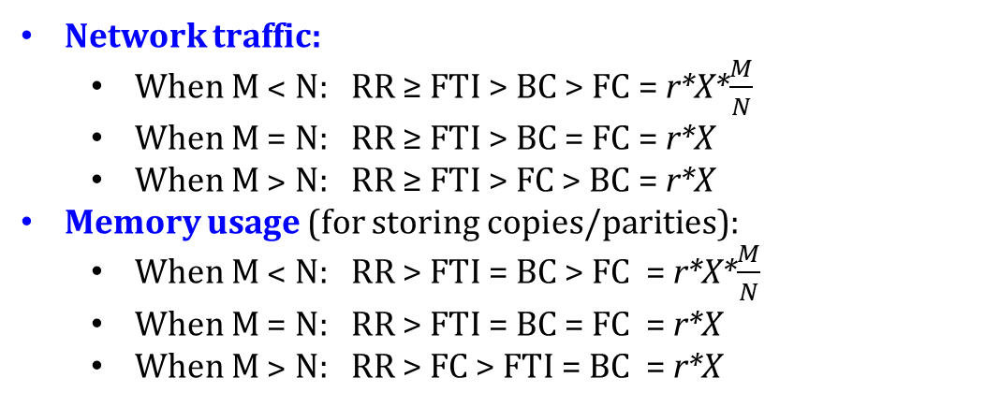 • Network traffic:
• When M < N: RR ≥ FTI > BC > FC = r*X*M/N
• When M = N: RR ≥ FTI > BC = FC = r*X
• When M > N: RR ≥ FTI > FC > BC = r*X
• Memory usage (for storing copies/parities):
• When M < N: RR > FTI = BC > FC = r*X*M/N
• When M = N: RR > FTI = BC = FC = r*X
• When M > N: RR > FC > FTI = BC = r*X